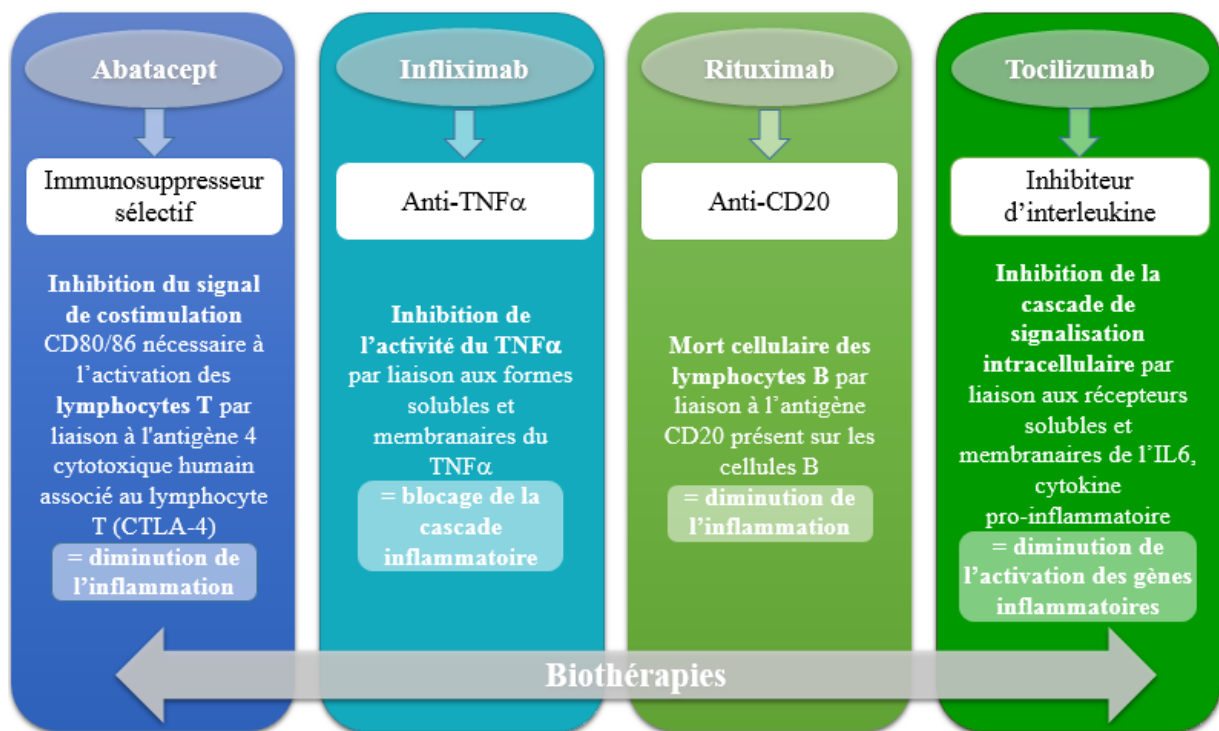 Abatacept
Immunosuppresseur
sélectif
Inhibition du signal
de costimulation
CD80/86 nécessaire à
l'activation des
lymphocytes T par
liaison à l'antigène 4
cytotoxique humain
associé au lymphocyte
T (CTLA-4)
= diminution de
l'inflammation
Infliximab
Anti-TNFα
Inhibition de
l'activité du TNFα
par liaison aux formes
solubles et
membranaires du
TNFα
= blocage de la
cascade
inflammatoire
Rituximab
Anti-CD20
Mort cellulaire des
lymphocytes B par
liaison à l'antigène
CD20 présent sur les
cellules B
= diminution de
l'inflammation
Tocilizumab
Inhibiteur
d'interleukine
Inhibition de la
cascade de
signalisation
intracellulaire par
liaison aux récepteurs
solubles et
membranaires de l'IL6,
cytokine
pro-inflammatoire
= diminution de
l'activation des gènes
inflammatoires
Biothérapies